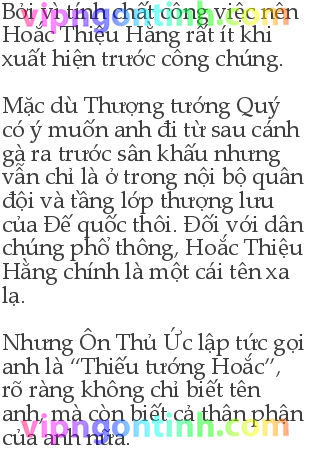 vipngontinh.com
Bởi vì tính chất công việc nên
Hoắc Thiệu Hằng rất ít khi
xuất hiện trước công chúng.
Mặc dù Thượng tướng Quý
có ý muốn anh đi từ sau cánh
gà ra trước sân khấu nhưng
vẫn chỉ là ở trong nội bộ quân
đội và tầng lớp thượng lưu
của Đế quốc thôi. Đối với dân
chúng phổ thông, Hoắc Thiệu
Hằng chính là một cái tên xa
lạ.
Nhưng Ôn Thủ Ức lập tức gọi
anh là “Thiếu tướng Hoắc”,
rõ ràng không chỉ biết tên
anh, mà còn biết cả thân phận
của anh nữa.
vipngontinh.com